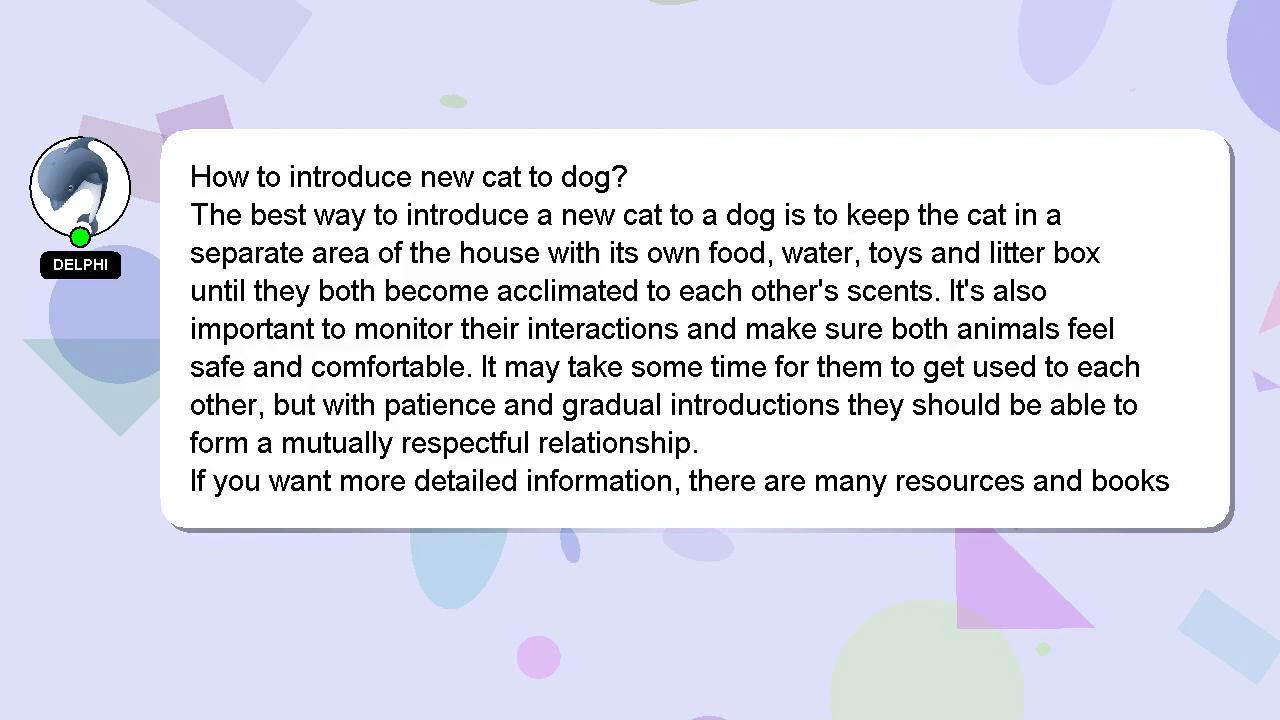 DELPHI
How to introduce new cat to dog?
The best way to introduce a new cat to a dog is to keep the cat in a
separate area of the house with its own food, water, toys and litter box
until they both become acclimated to each other's scents. It's also
important to monitor their interactions and make sure both animals feel
safe and comfortable. It may take some time for them to get used to each
other, but with patience and gradual introductions they should be able to
form a mutually respectful relationship.
If you want more detailed information, there are many resources and books